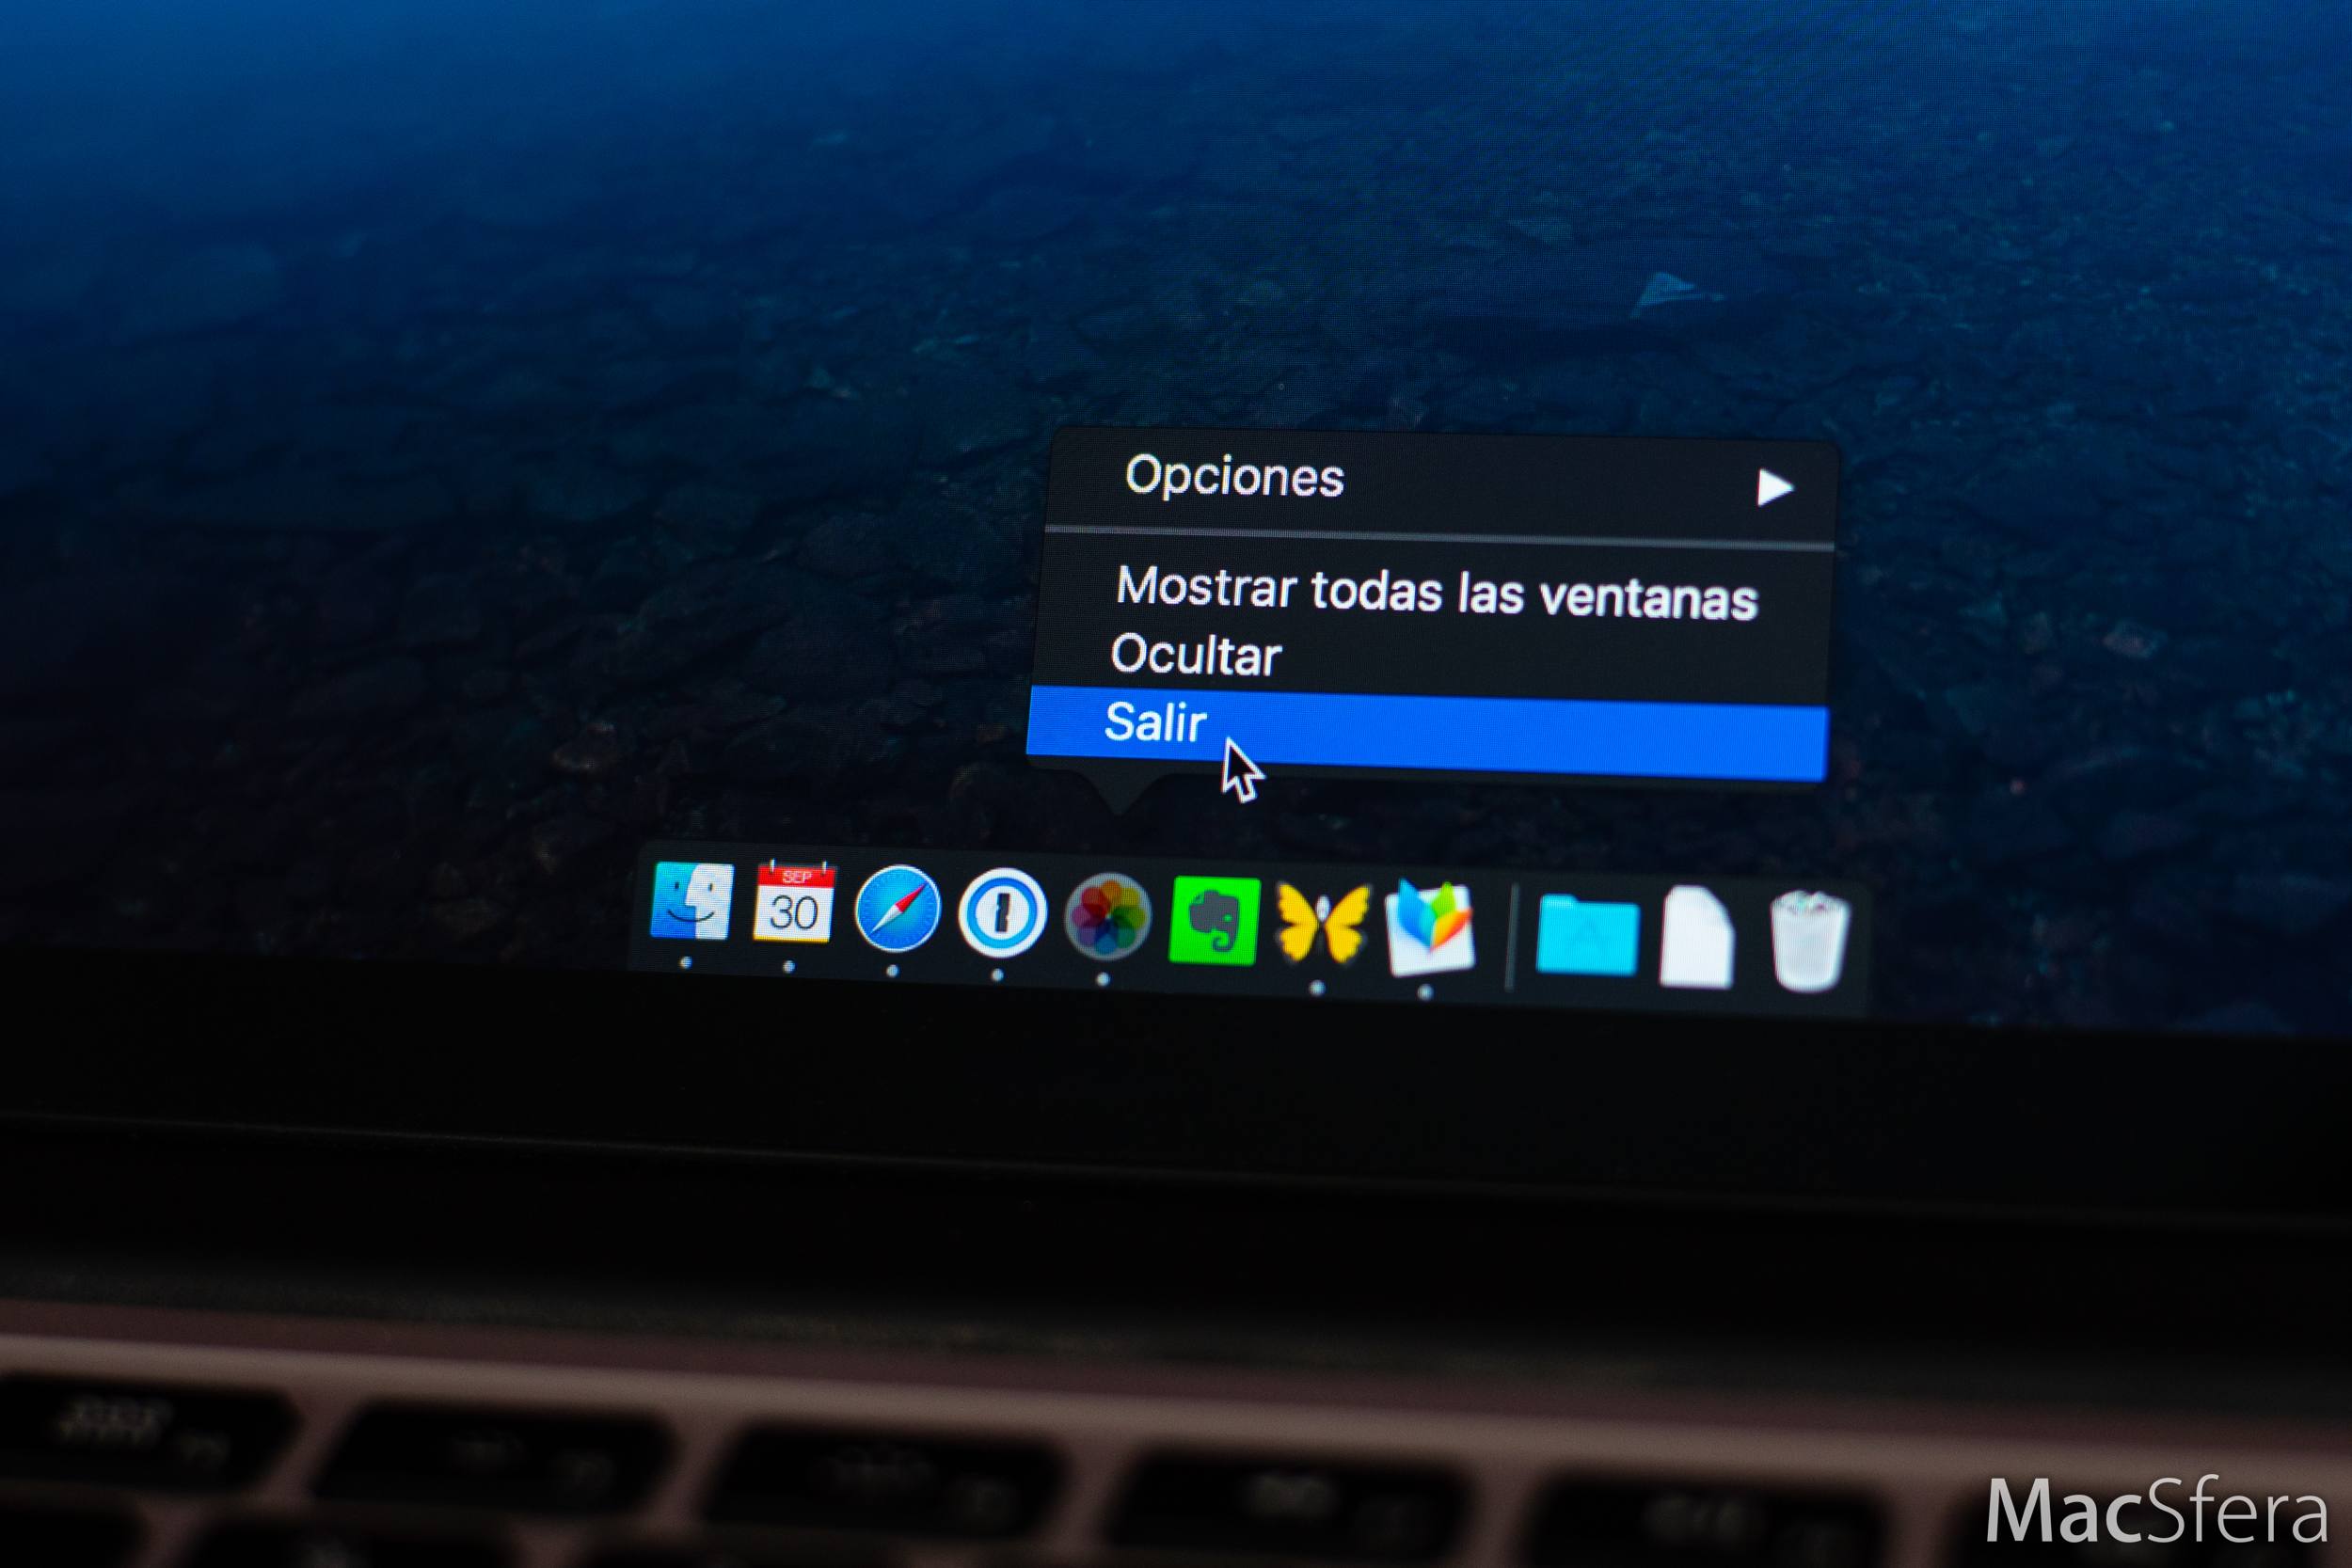 Opciones
Mostrar todas las ventanas
Ocultar
Salir
SEP
30
MacSfera